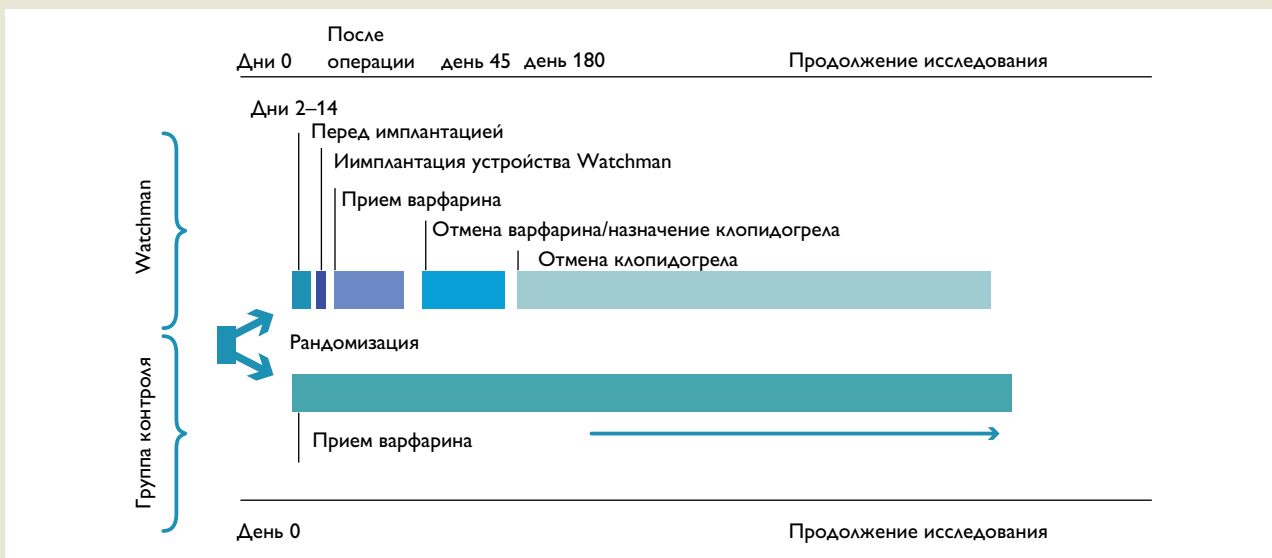 После
Дни 0 операции день 45 день 180 Продолжение исследования
Дни 2–14
Перед имплантацией
Иимплантация устройства Watchman
Прием варфарина
Отмена варфарина/назначение клопидогрела
Отмена клопидогрела
Watchman
Рандомизация
Группа контроля
Прием варфарина
День 0 Продолжение исследования